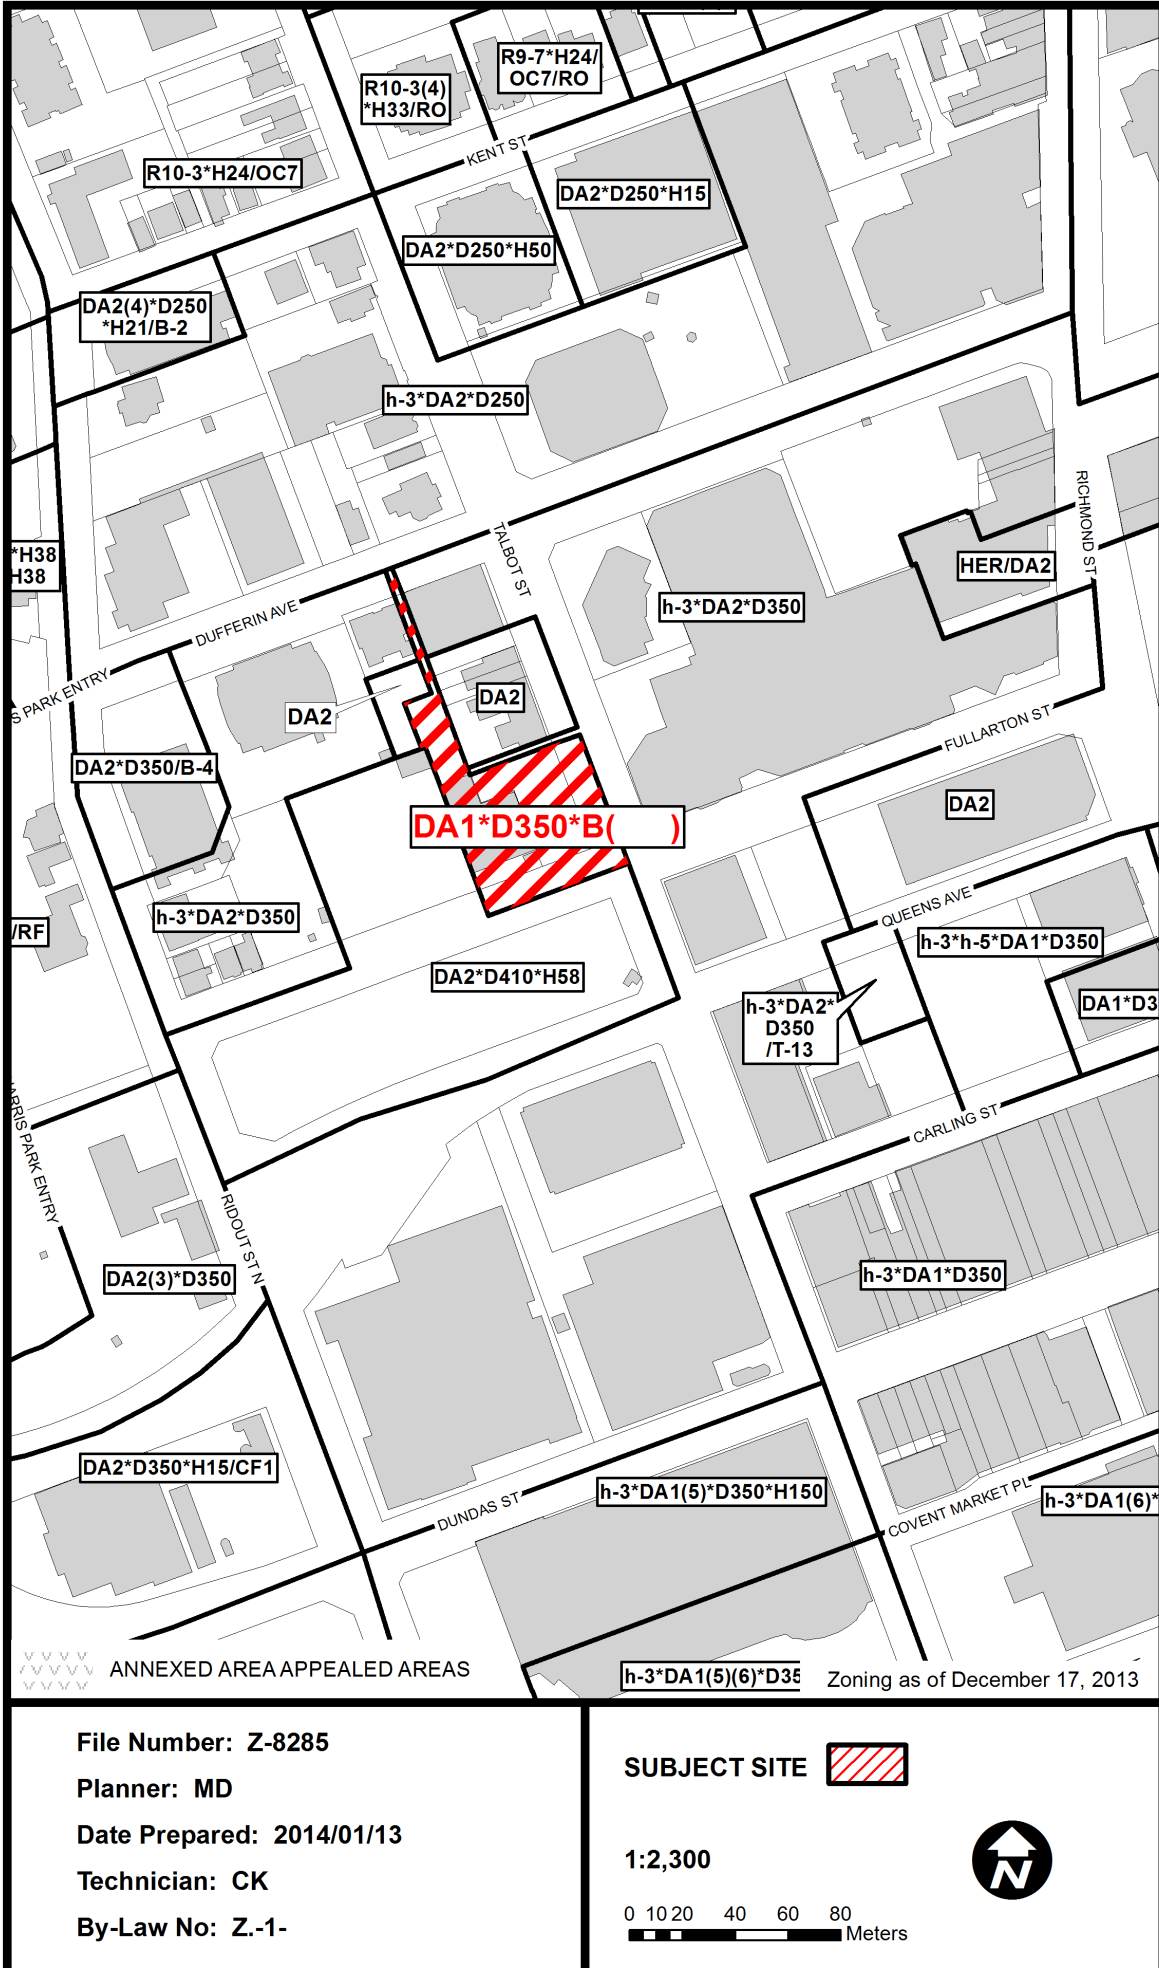 R9-7*H24/
OC7/RO
R10-3(4)
*H33/RO
KENT ST
R10-3*H24/OC7
DA2*D250*H15
DA2*D250*H50
DA2(4)*D250
*H21/B-2
h-3*DA2*D250
RICHMOND ST
TALBOT ST
*H38
H38
HER/DA2
h-3*DA2*D350
DUFFERIN AVE
S PARK ENTRY
DA2
DA2
FULLARTON ST
DA2*D350/B-4
DA2
DA1*D350*B( )
QUEENS AVE
h-3*DA2*D350
/RF
h-3*h-5*DA1*D350
DA2*D410*H58
h-3*DA2*
D350
/T-13
DA1*D3
CARLING ST
ARRIS PARK ENTRY
RIDOUT ST N
DA2(3)*D350
h-3*DA1*D350
DA2*D350*H15/CF1
DUNDAS ST
h-3*DA1(5)*D350*H150
COVENT MARKET PL
h-3*DA1(6)*
ANNEXED AREA APPEALED AREAS
h-3*DA1(5)(6)*D35
Zoning as of December 17, 2013
File Number: Z-8285
Planner: MD
Date Prepared: 2014/01/13
Technician: CK
By-Law No: Z.-1-
SUBJECT SITE
1:2,300
N
0 10 20 40 60 80
Meters